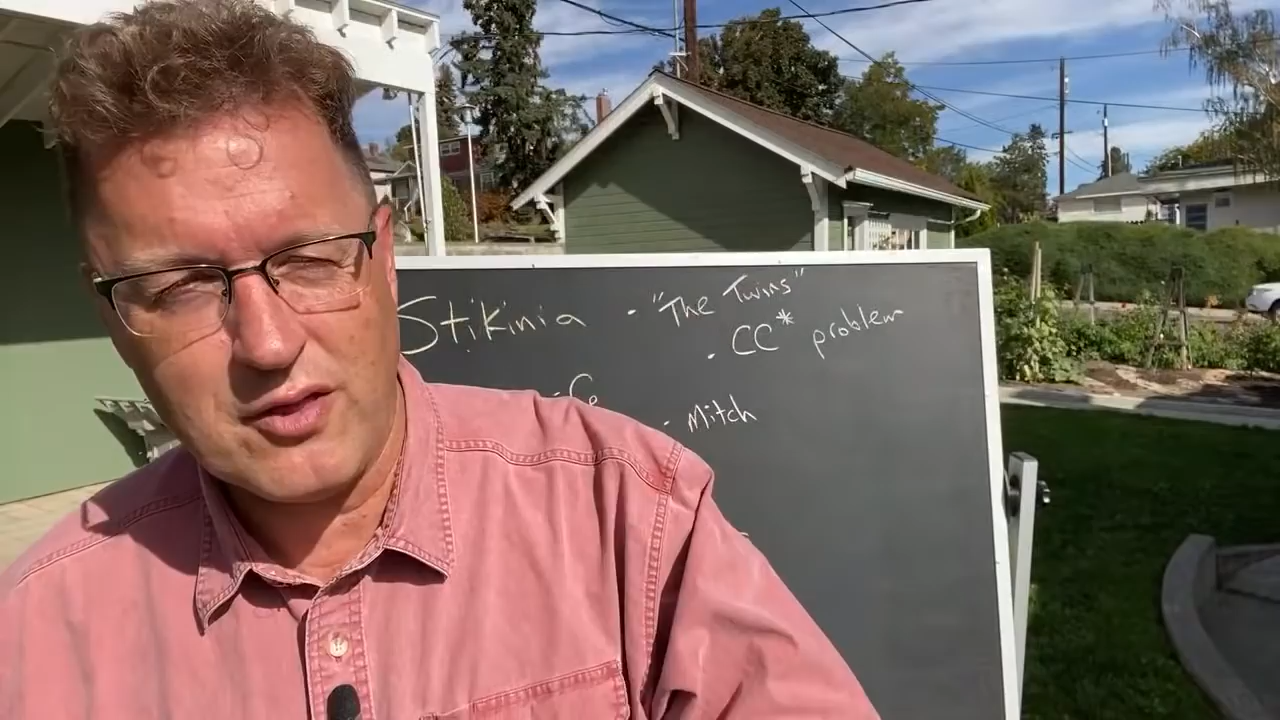 Stikinia · "The Twins"
· CC* problem
· Mitch